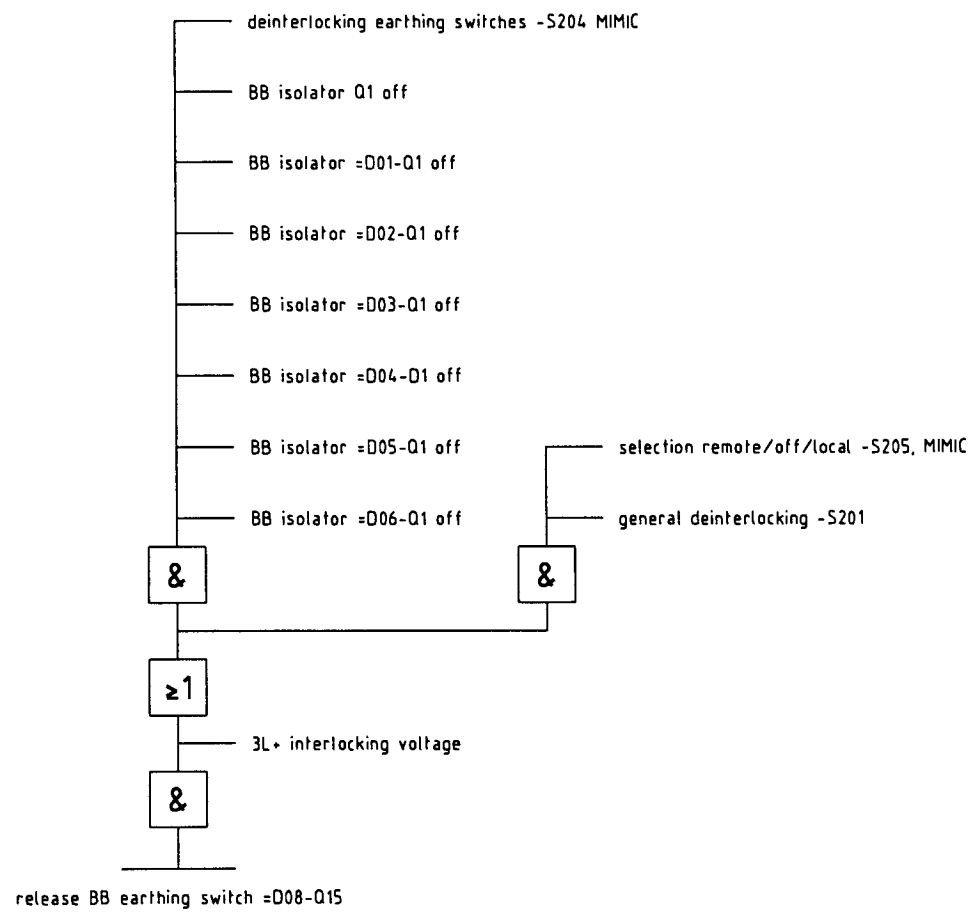 deinterlocking earthing switches -S204 MIMIC
BB isolator Q1 off
BB isolator =D01-Q1 off
BB isolator =D02-Q1 off
BB isolator =D03-Q1 off
BB isolator =D04-D1 off
BB isolator =D05-Q1 off
selection remote/off/local -S205, MIMIC
BB isolator =D06-Q1 off
general deinterlocking -S201
&
&
≥1
3L+ interlocking voltage
&
release BB earthing switch =D08-Q15